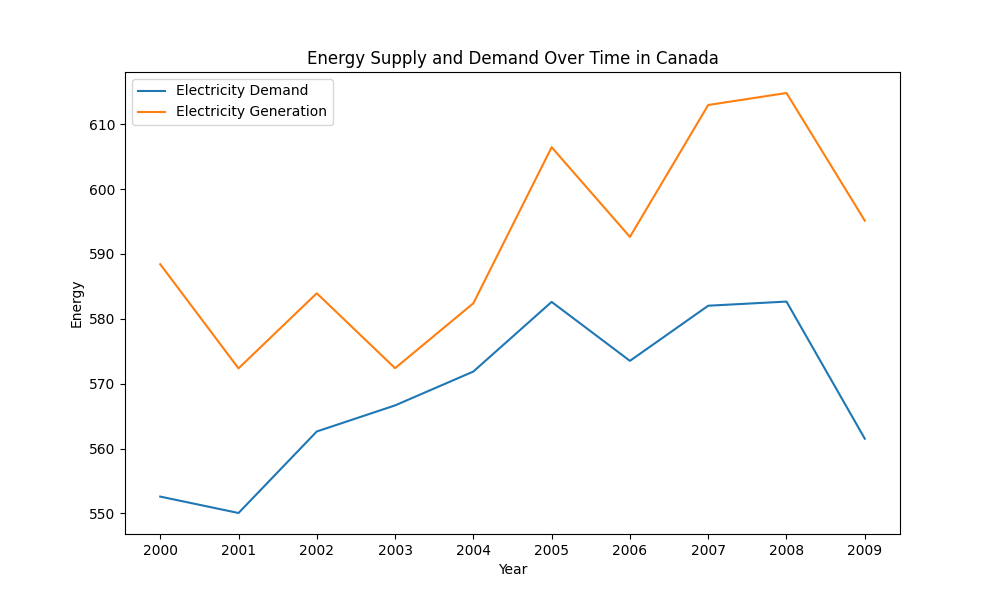 Energy Supply and Demand Over Time in Canada
Electricity Demand
Electricity Generation
Energy
610
600
590
580
570
560
550
2000 2001 2002 2003 2004 2005 2006 2007 2008 2009
Year